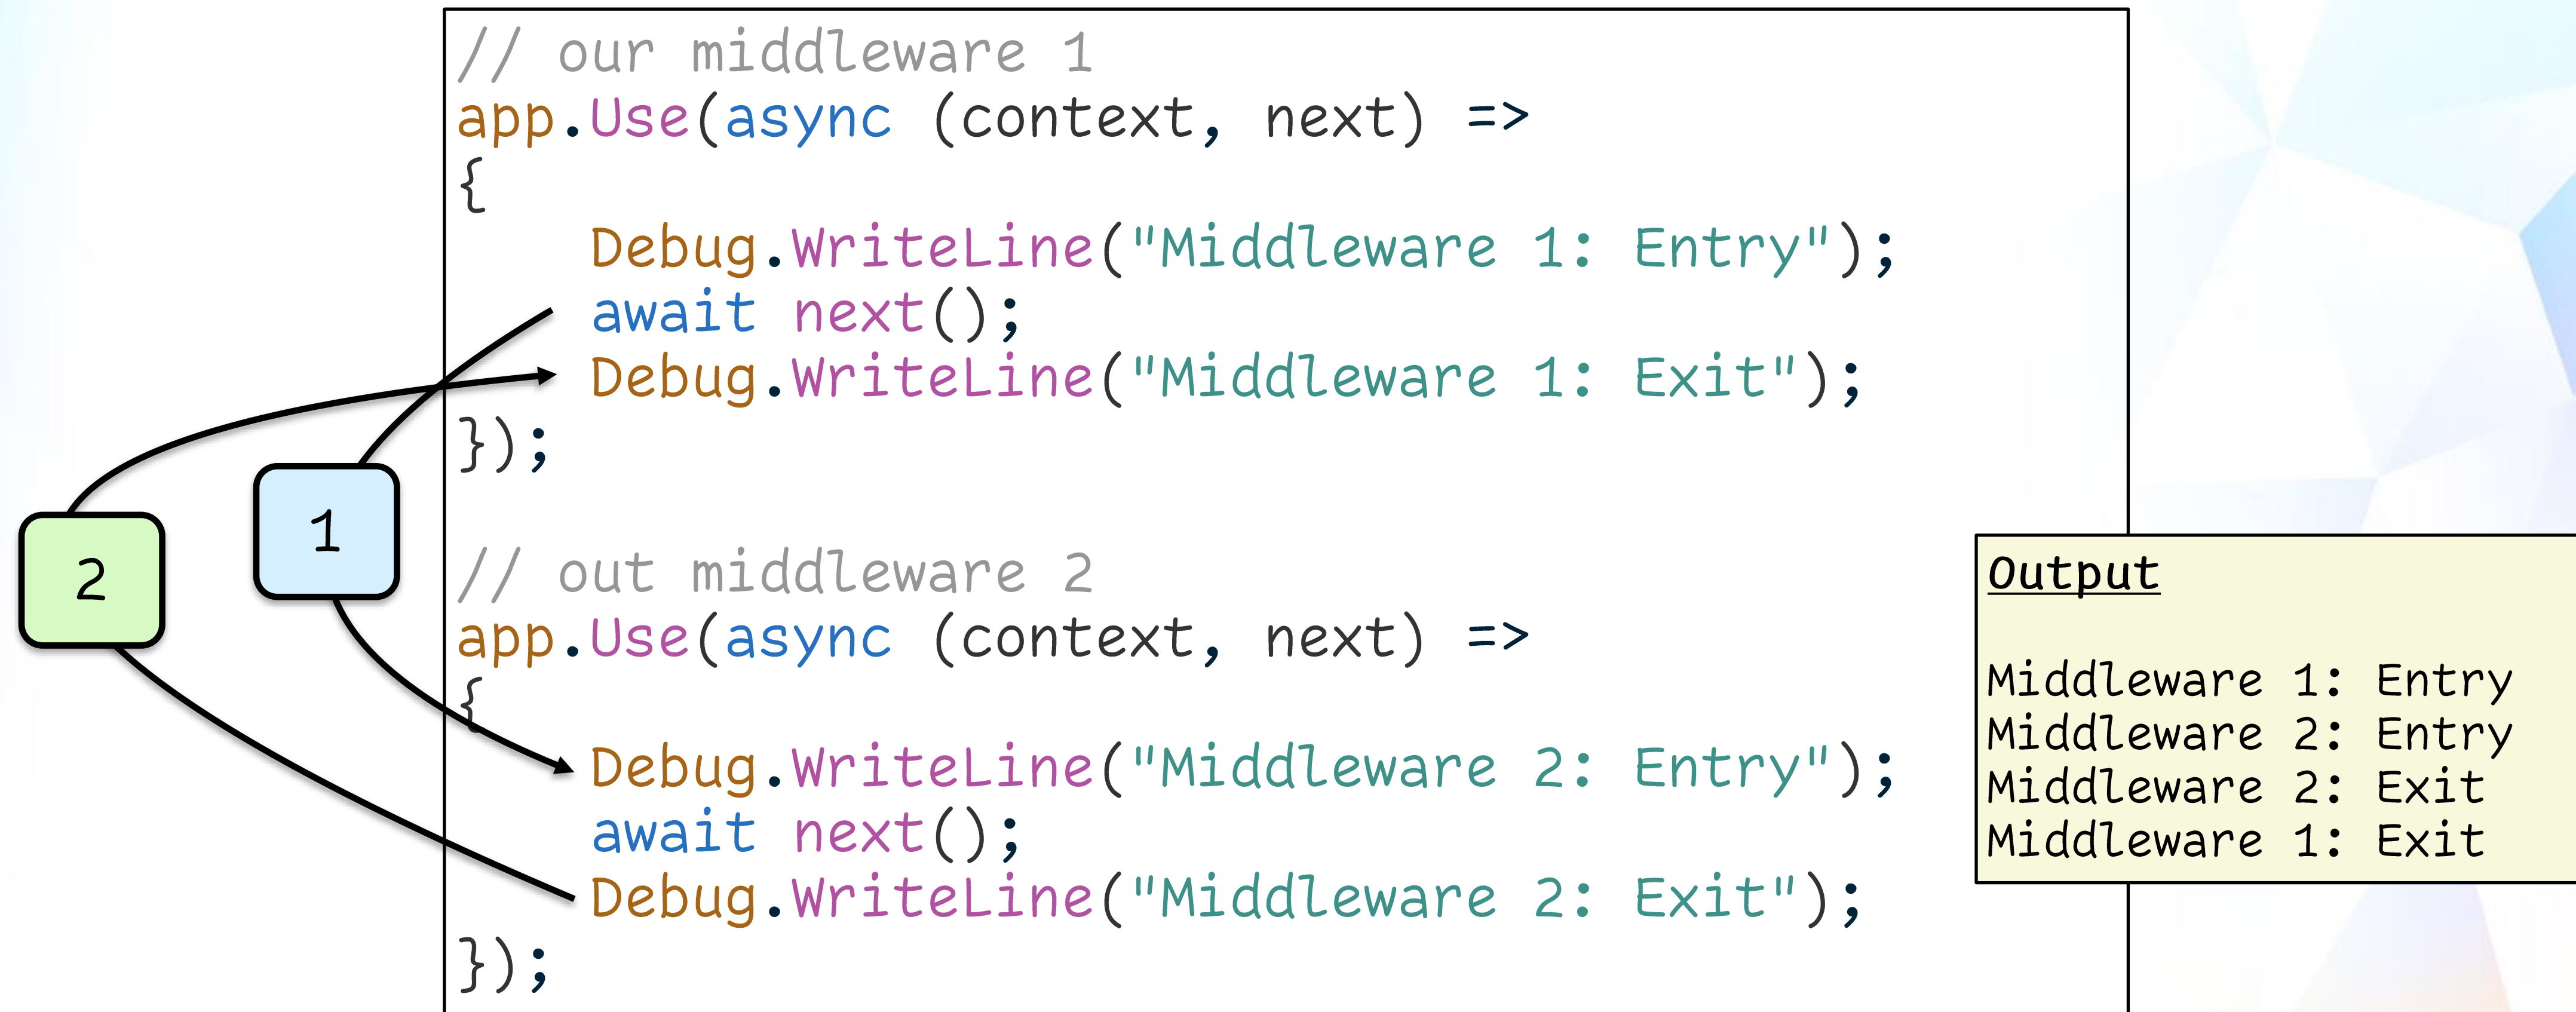 // our middleware 1
app.Use(async (context, next) =>
{
    Debug.WriteLine("Middleware 1: Entry");
    await next();
    Debug.WriteLine("Middleware 1: Exit");
});
1
2
// out middleware 2
app.Use(async (context, next) =>
{
    Debug.WriteLine("Middleware 2: Entry");
    await next();
    Debug.WriteLine("Middleware 2: Exit");
});
Output
Middleware 1: Entry
Middleware 2: Entry
Middleware 2: Exit
Middleware 1: Exit